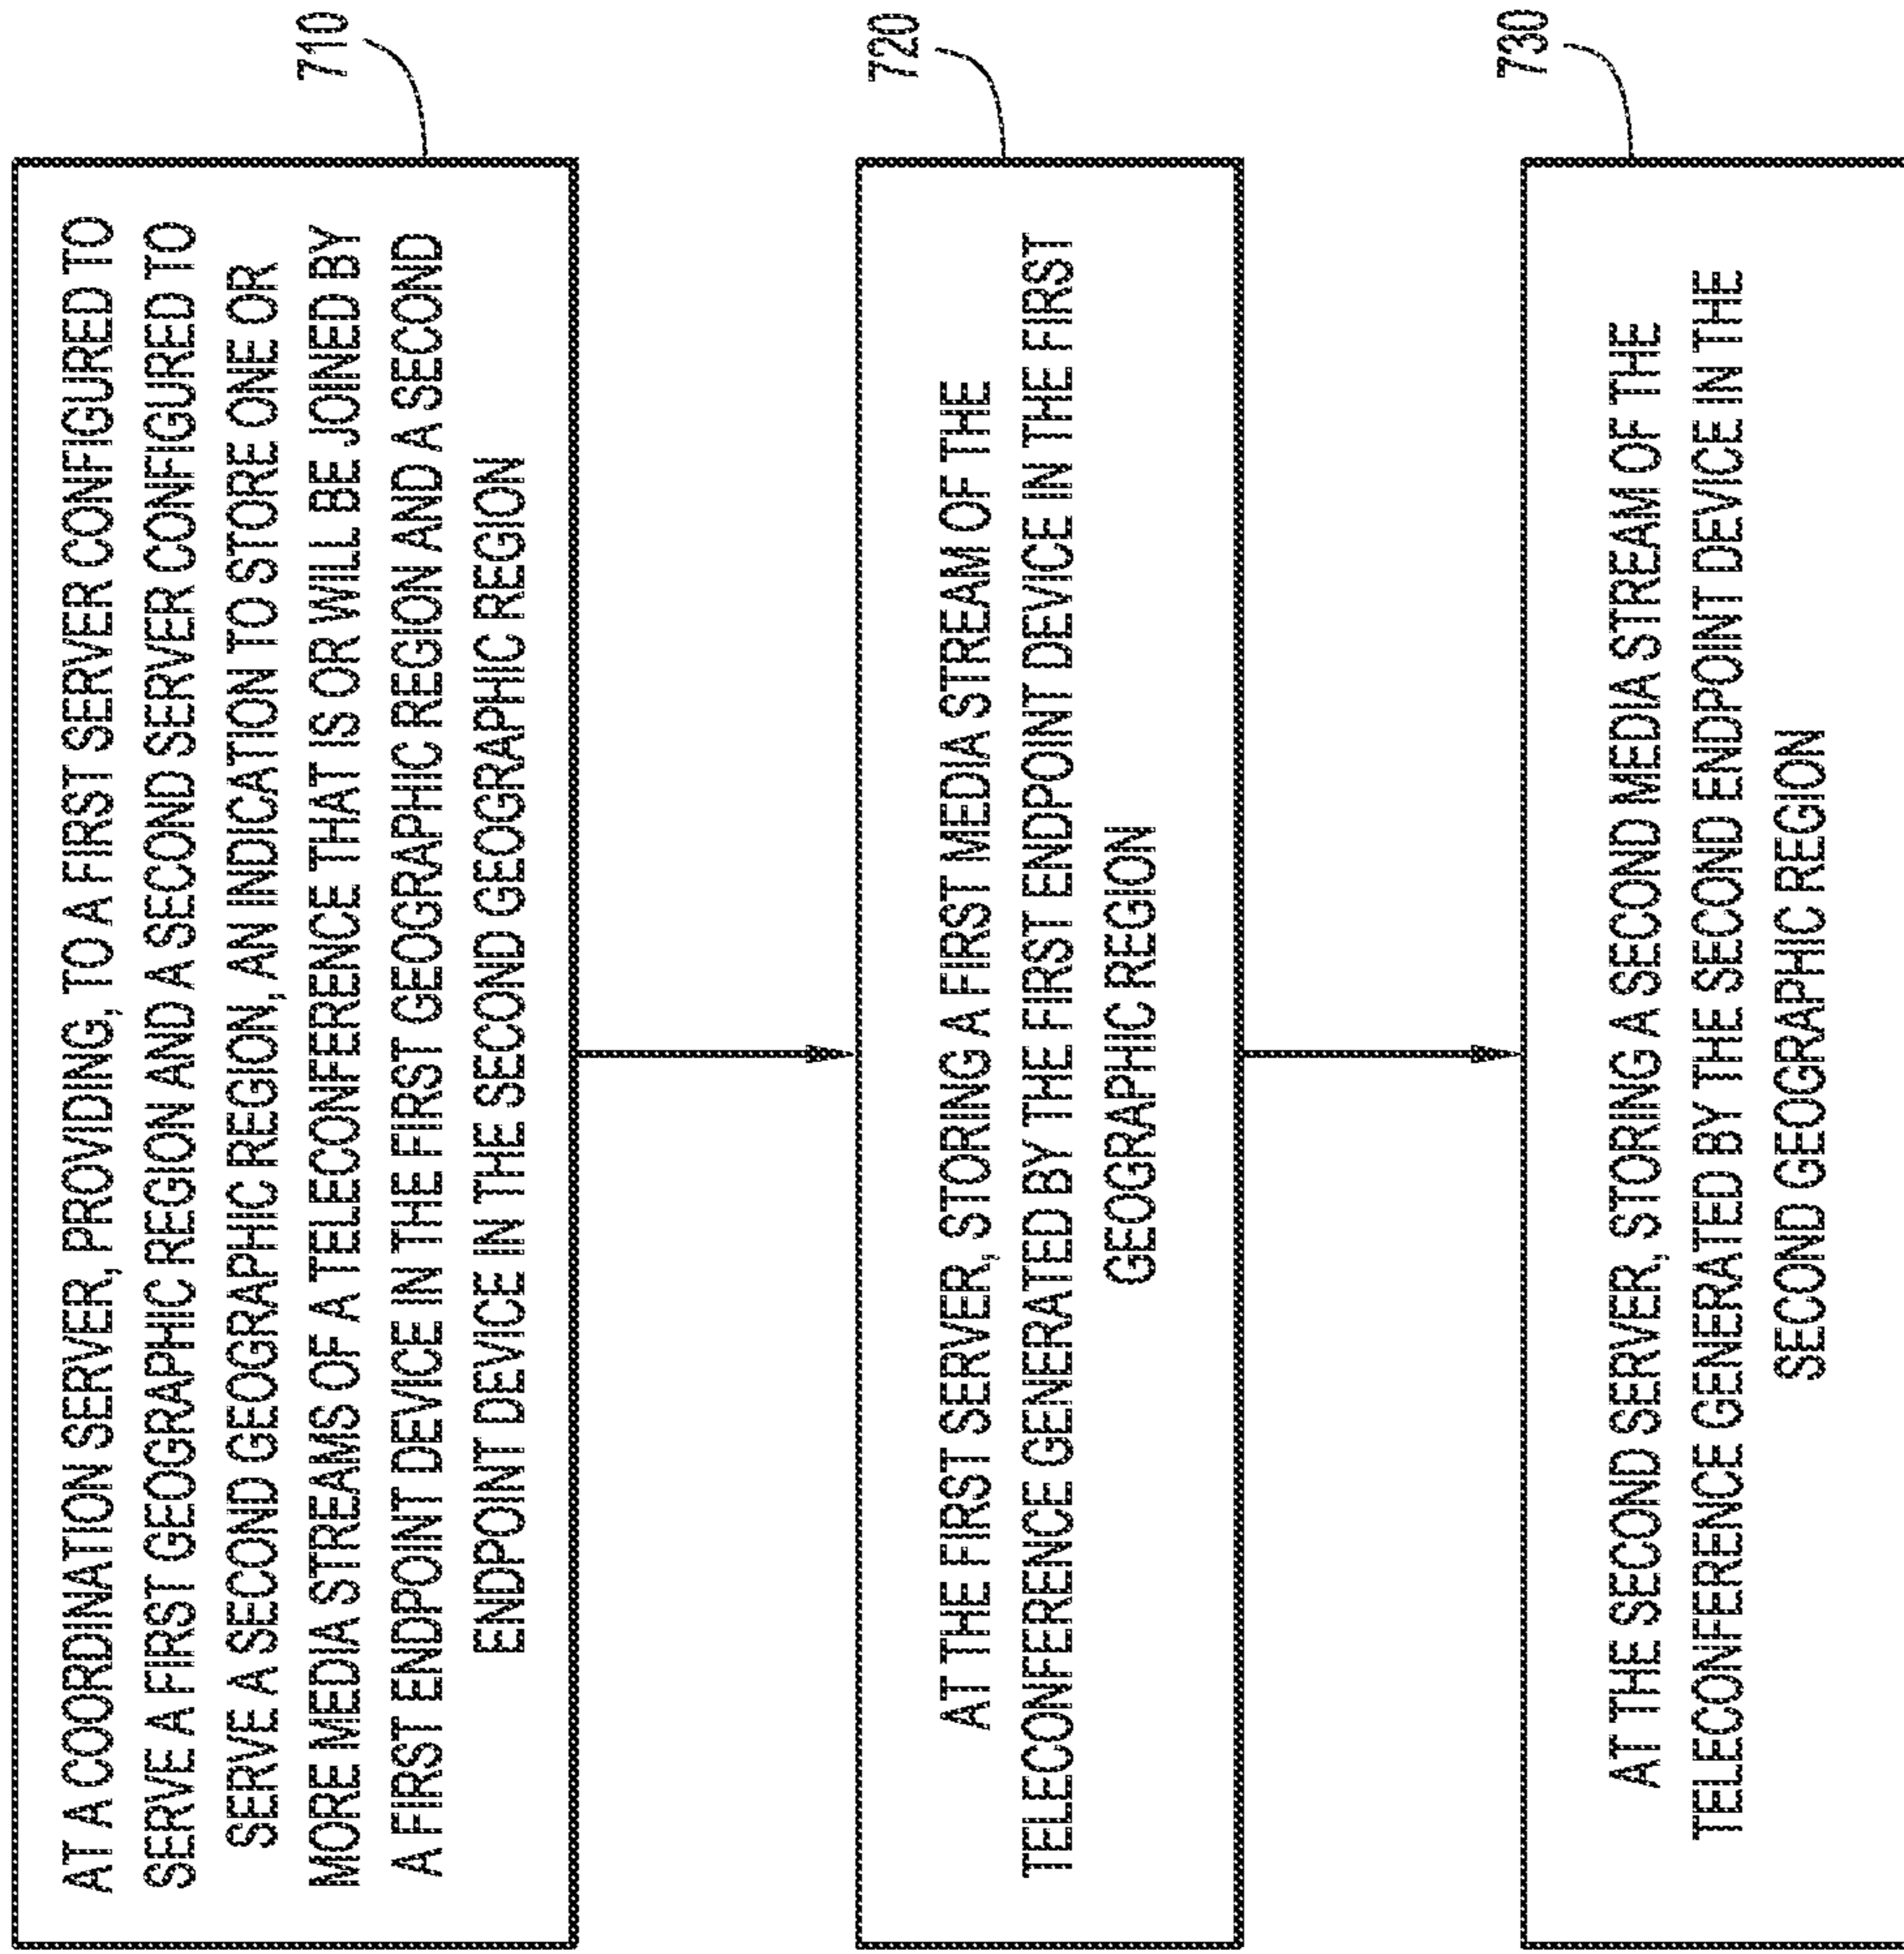 AT A COORDINATION SERVER, PROVIDING, TO A FIRST SERVER CONFIGURED TO
SERVE A FIRST GEOGRAPHIC REGION AND A SECOND SERVER CONFIGURED TO
SERVE A SECOND GEOGRAPHIC REGION, AN INDICATION TO STORE ONE OR
MORE MEDIA STREAMS OF A TELECONFERENCE THAT IS OR WILL BE JOINED BY
A FIRST ENDPOINT DEVICE IN THE FIRST GEOGRAPHIC REGION AND A SECOND
ENDPOINT DEVICE IN THE SECOND GEOGRAPHIC REGION
710
AT THE FIRST SERVER, STORING A FIRST MEDIA STREAM OF THE
TELECONFERENCE GENERATED BY THE FIRST ENDPOINT DEVICE IN THE FIRST
GEOGRAPHIC REGION
720
AT THE SECOND SERVER, STORING A SECOND MEDIA STREAM OF THE
TELECONFERENCE GENERATED BY THE SECOND ENDPOINT DEVICE IN THE
SECOND GEOGRAPHIC REGION
730